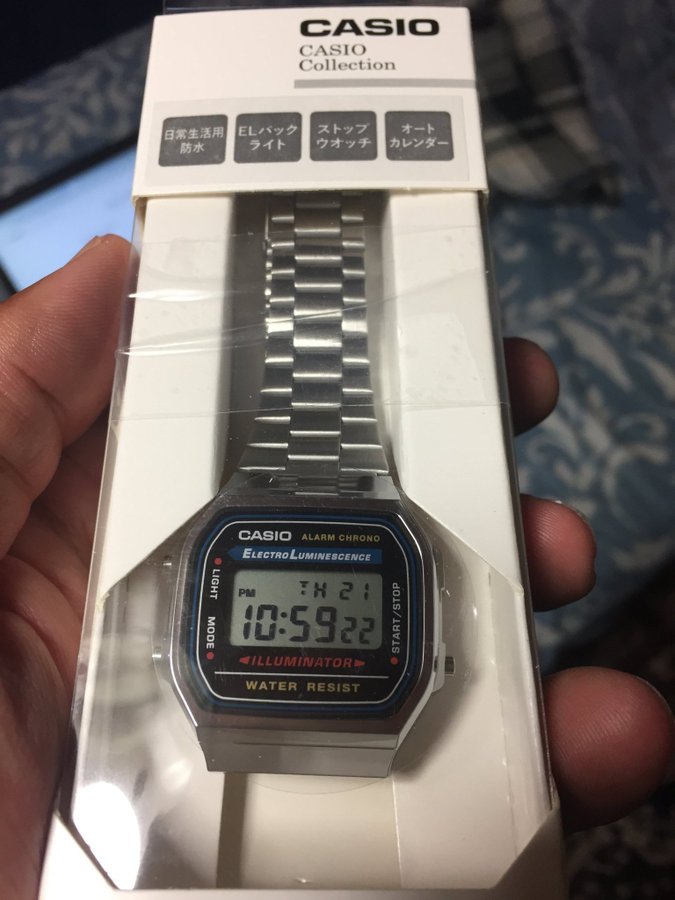 CASIO
CASIO
Collection
日常生活用
防水
ELバック
ライト
ストップ
ウオッチ
オート
カレンダー
CASIO ALARM CHRONO
ELECTRO LUMINESCENCE
LIGHT
MODE
PM TH 21
10:59 22
START/STOP
ILLUMINATOR
WATER RESIST